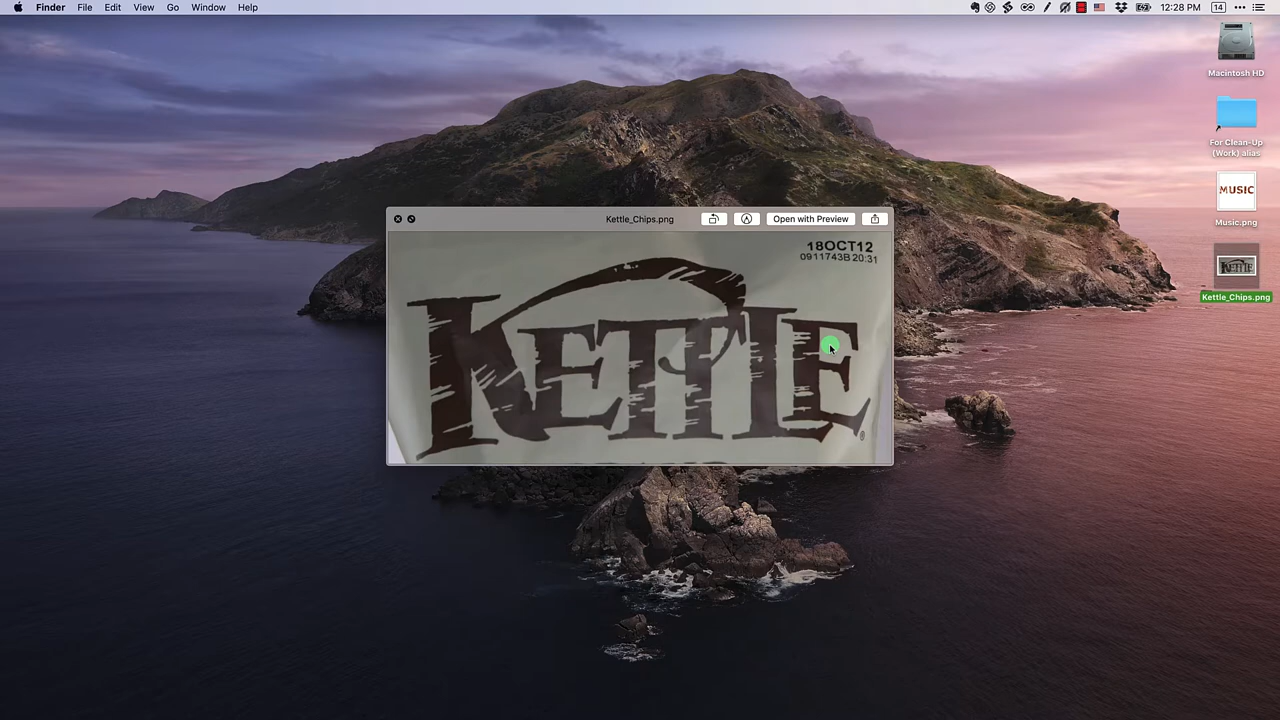 Finder File Edit View Go Window Help
14
12:28 PM
Macintosh HD
For Clean-Up
(Work) alias
MUSIC
Music.png
KETTLE
Kettle_Chips.png
Kettle_Chips.png
Open with Preview
18OCT12
0911743B 20:31
KETTLE
®